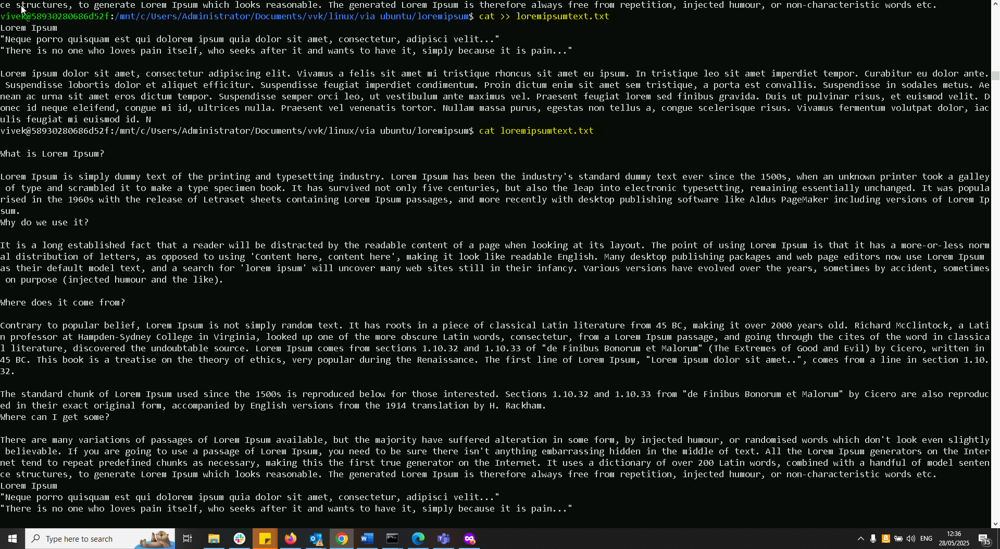 ce structures, to generate Lorem Ipsum which looks reasonable. The generated Lorem Ipsum is therefore always free from repetition, injected humour, or non-characteristic words etc.
vivek@58930280686d52f:/mnt/c/Users/Administrator/Documents/vvk/linux/via ubuntu/loremipsum$ cat >> loremipsumtext.txt
Lorem Ipsum
"Neque porro quisquam est qui dolorem ipsum quia dolor sit amet, consectetur, adipisci velit..."
"There is no one who loves pain itself, who seeks after it and wants to have it, simply because it is pain..."
Lorem ipsum dolor sit amet, consectetur adipiscing elit. Vivamus a felis sit amet mi tristique rhoncus sit amet eu ipsum. In tristique leo sit amet imperdiet tempor. Curabitur eu dolor ante.
 Suspendisse lobortis dolor et aliquet efficitur. Suspendisse feugiat imperdiet condimentum. Proin dictum enim sit amet sem tristique, a porta est convallis. Suspendisse in sodales metus. Ae
nean ac urna sit amet eros dictum tempor. Suspendisse semper orci leo, ut vestibulum ante maximus vel. Praesent feugiat lorem sed finibus gravida. Duis ut pulvinar risus, et euismod velit. D
onec id neque eleifend, congue mi id, ultrices nulla. Praesent vel venenatis tortor. Nullam massa purus, egestas non tellus a, congue scelerisque risus. Vivamus fermentum volutpat dolor, iac
ulis feugiat mi euismod id. N
vivek@58930280686d52f:/mnt/c/Users/Administrator/Documents/vvk/linux/via ubuntu/loremipsum$ cat loremipsumtext.txt
What is Lorem Ipsum?
Lorem Ipsum is simply dummy text of the printing and typesetting industry. Lorem Ipsum has been the industry's standard dummy text ever since the 1500s, when an unknown printer took a galley
 of type and scrambled it to make a type specimen book. It has survived not only five centuries, but also the leap into electronic typesetting, remaining essentially unchanged. It was popula
rised in the 1960s with the release of Letraset sheets containing Lorem Ipsum passages, and more recently with desktop publishing software like Aldus PageMaker including versions of Lorem Ip
sum.
Why do we use it?
It is a long established fact that a reader will be distracted by the readable content of a page when looking at its layout. The point of using Lorem Ipsum is that it has a more-or-less norm
al distribution of letters, as opposed to using 'Content here, content here', making it look like readable English. Many desktop publishing packages and web page editors now use Lorem Ipsum
as their default model text, and a search for 'lorem ipsum' will uncover many web sites still in their infancy. Various versions have evolved over the years, sometimes by accident, sometimes
 on purpose (injected humour and the like).
Where does it come from?
Contrary to popular belief, Lorem Ipsum is not simply random text. It has roots in a piece of classical Latin literature from 45 BC, making it over 2000 years old. Richard McClintock, a Lati
n professor at Hampden-Sydney College in Virginia, looked up one of the more obscure Latin words, consectetur, from a Lorem Ipsum passage, and going through the cites of the word in classica
l literature, discovered the undoubtable source. Lorem Ipsum comes from sections 1.10.32 and 1.10.33 of "de Finibus Bonorum et Malorum" (The Extremes of Good and Evil) by Cicero, written in
45 BC. This book is a treatise on the theory of ethics, very popular during the Renaissance. The first line of Lorem Ipsum, "Lorem ipsum dolor sit amet..", comes from a line in section 1.10.
32.
The standard chunk of Lorem Ipsum used since the 1500s is reproduced below for those interested. Sections 1.10.32 and 1.10.33 from "de Finibus Bonorum et Malorum" by Cicero are also reproduc
ed in their exact original form, accompanied by English versions from the 1914 translation by H. Rackham.
Where can I get some?
There are many variations of passages of Lorem Ipsum available, but the majority have suffered alteration in some form, by injected humour, or randomised words which don't look even slightly
 believable. If you are going to use a passage of Lorem Ipsum, you need to be sure there isn't anything embarrassing hidden in the middle of text. All the Lorem Ipsum generators on the Inter
net tend to repeat predefined chunks as necessary, making this the first true generator on the Internet. It uses a dictionary of over 200 Latin words, combined with a handful of model senten
ce structures, to generate Lorem Ipsum which looks reasonable. The generated Lorem Ipsum is therefore always free from repetition, injected humour, or non-characteristic words etc.
Lorem Ipsum
"Neque porro quisquam est qui dolorem ipsum quia dolor sit amet, consectetur, adipisci velit..."
"There is no one who loves pain itself, who seeks after it and wants to have it, simply because it is pain..."
Type here to search
ENG
12:36
28/05/2025
35